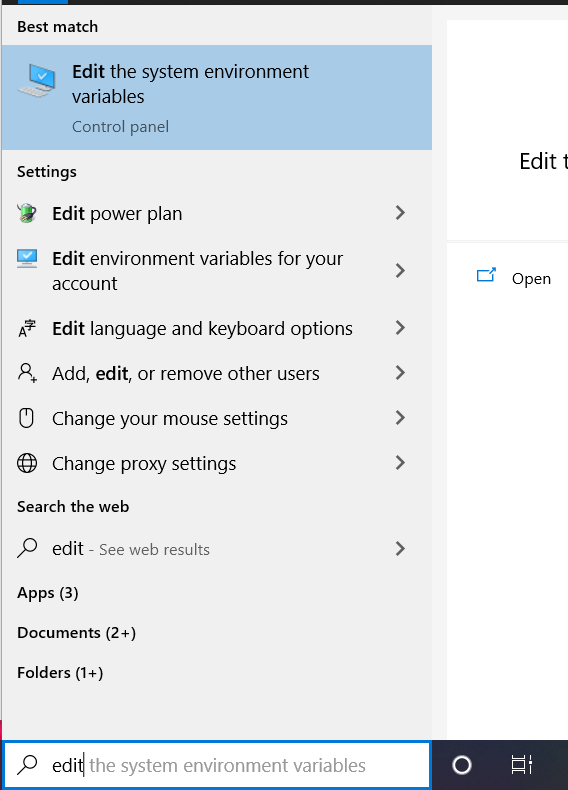 Best match
Edit the system environment
variables
Control panel
Settings
Edit power plan
Edit environment variables for your
account
Edit language and keyboard options
Add, edit, or remove other users
Change your mouse settings
Change proxy settings
Search the web
edit - See web results
Apps (3)
Documents (2+)
Folders (1+)
edit the system environment variables
Edit t
Open